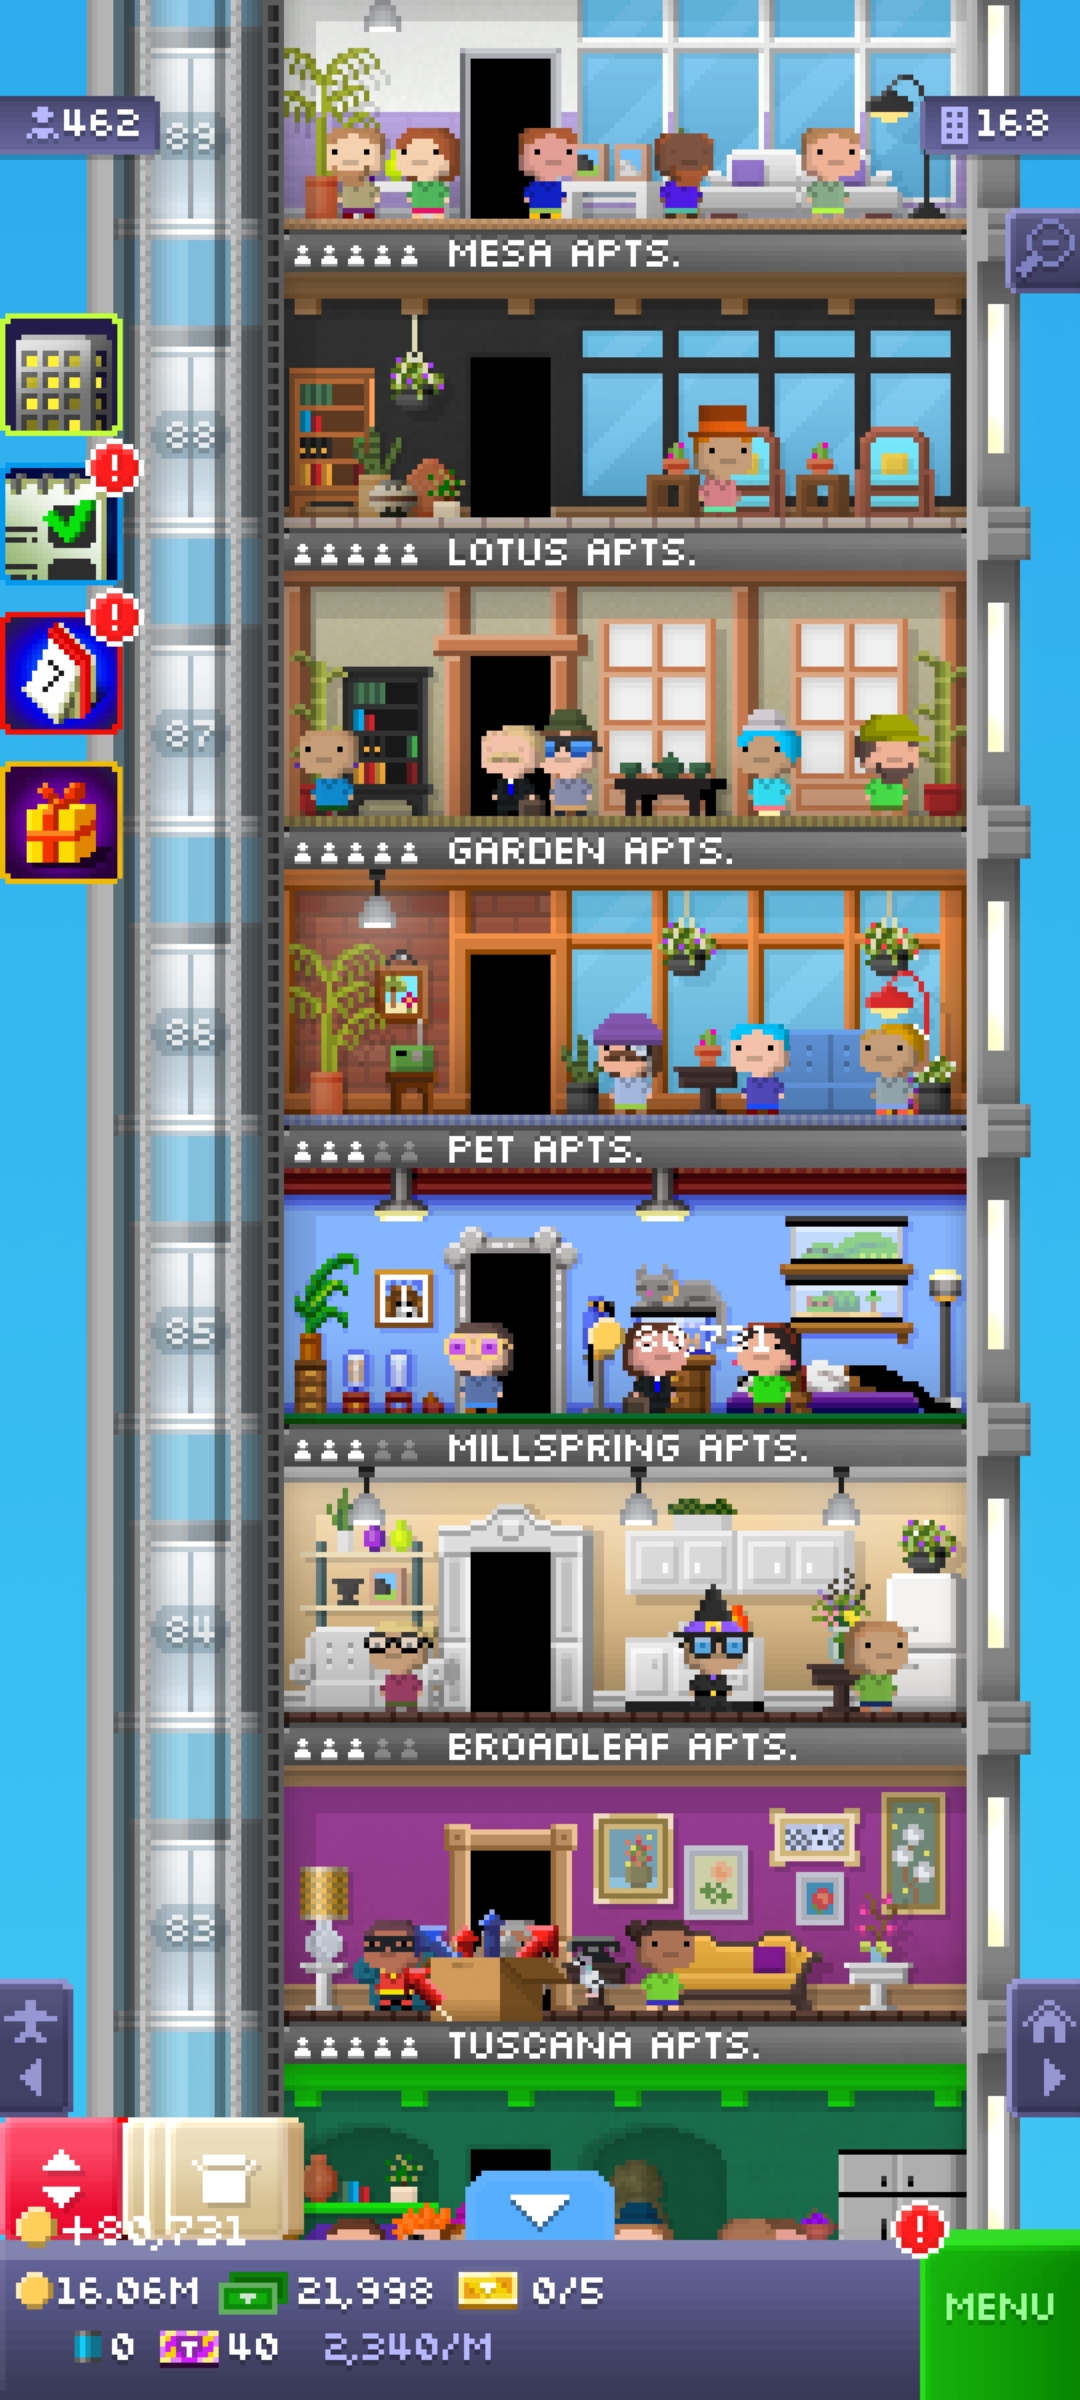 462
168
89
MESA APTS.
88
LOTUS APTS.
7
87
GARDEN APTS.
86
PET APTS.
80,731
85
MILLSPRING APTS.
84
BROADLEAF APTS.
83
TUSCANA APTS.
+80,731
16.06M 21,998 0/5
MENU
0 40 2,340/M